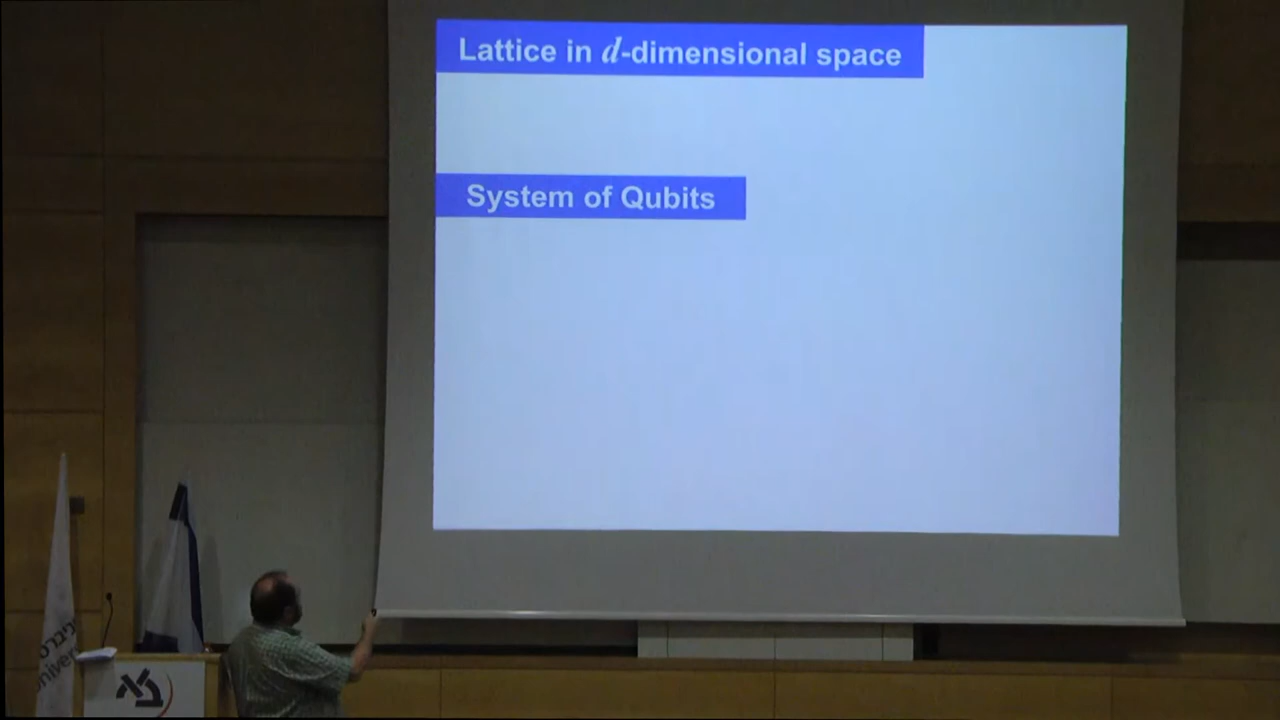 Lattice in d-dimensional space
System of Qubits